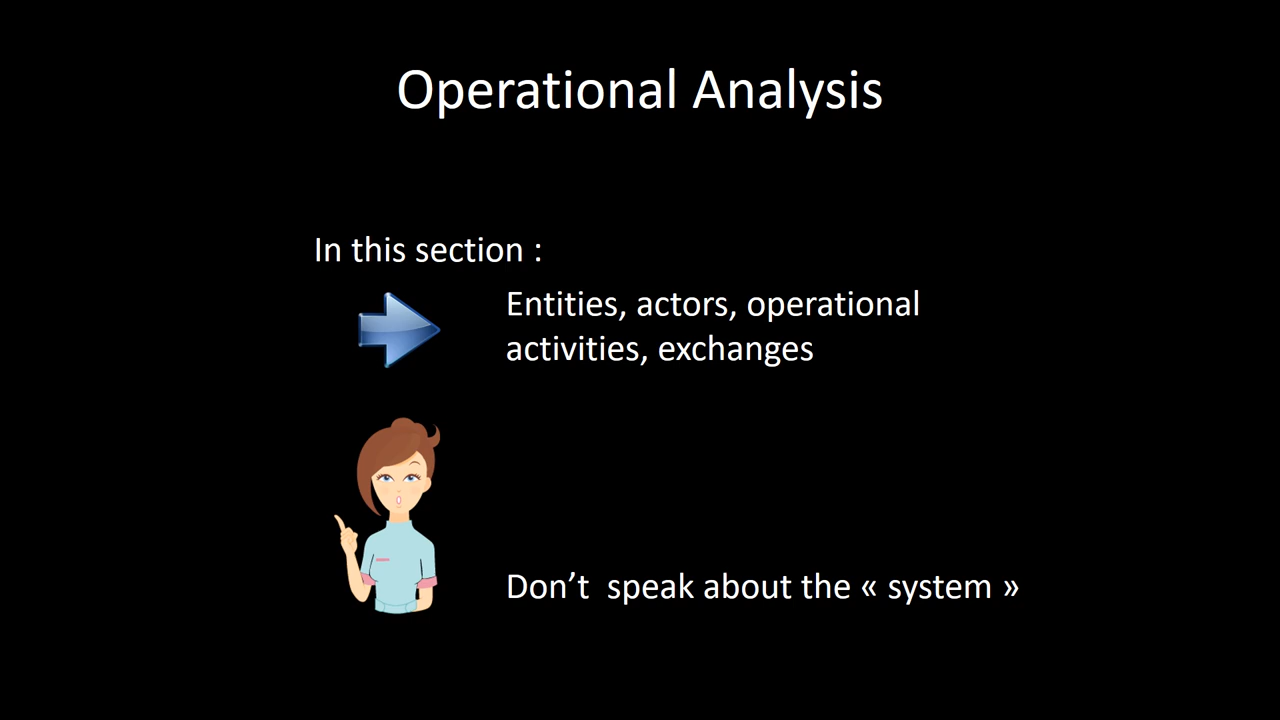 Operational Analysis
In this section :
Entities, actors, operational
activities, exchanges
Don’t  speak about the « system »